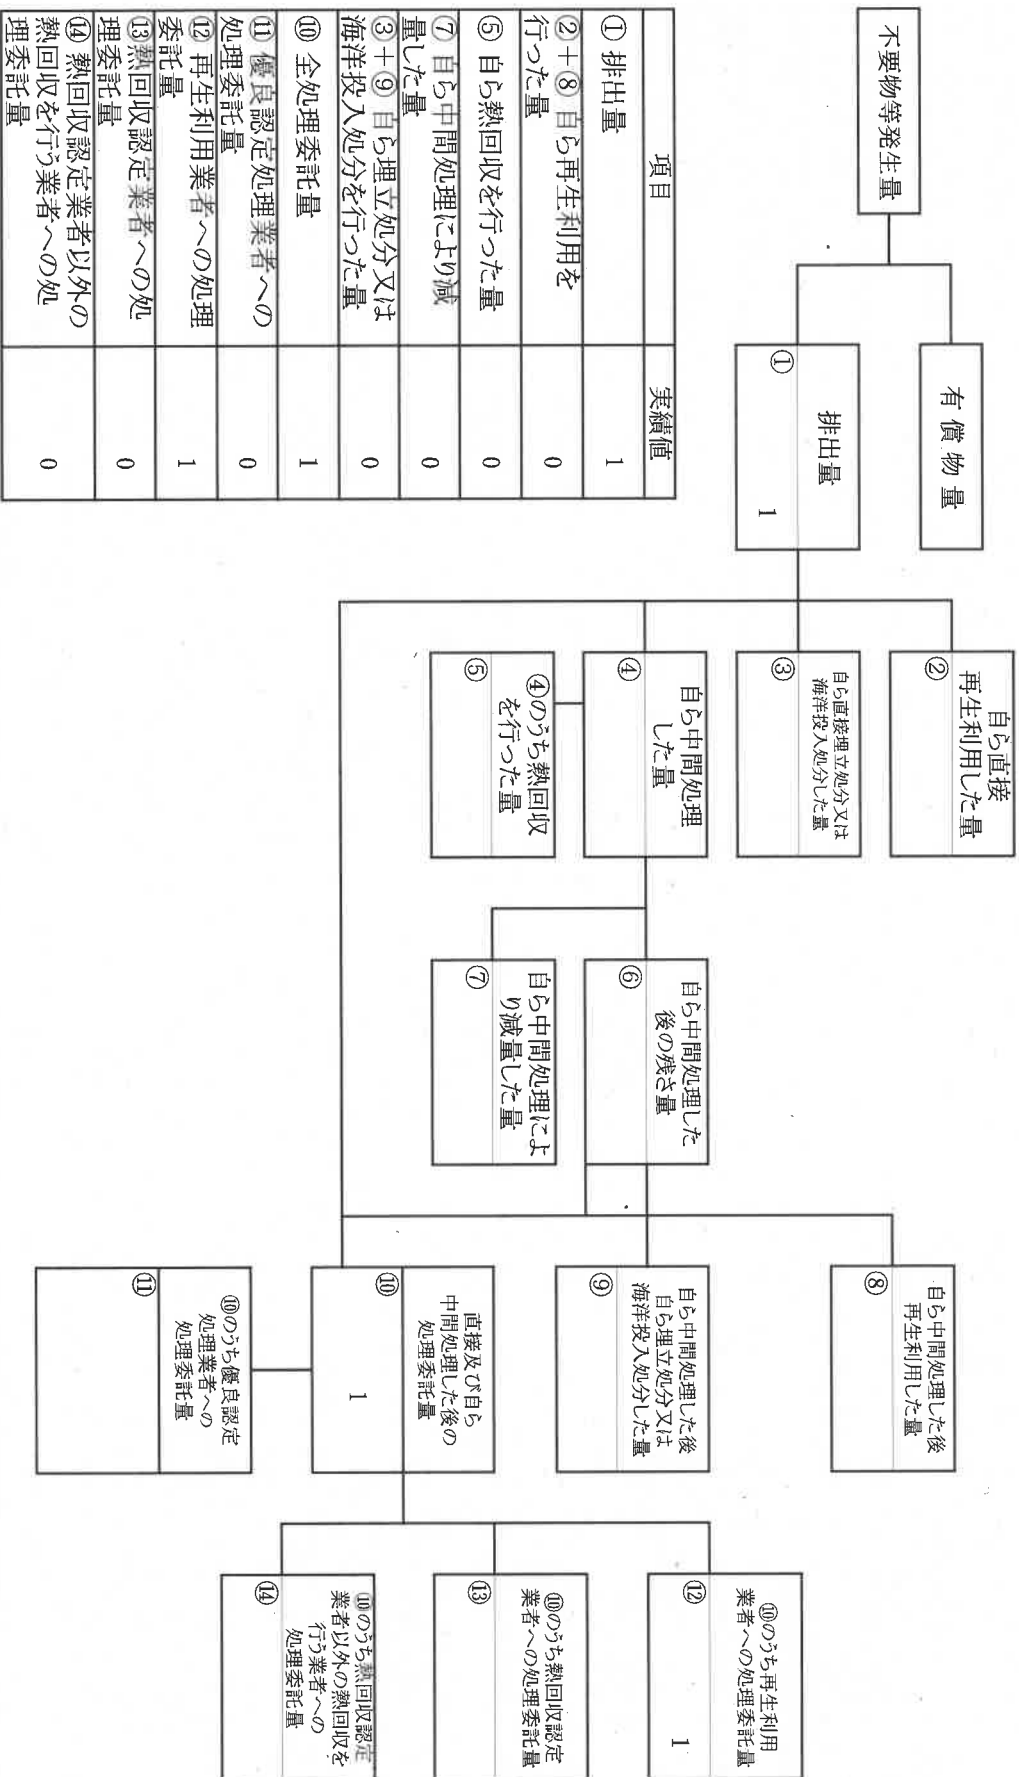 不要物等発生量
有償物量
排出量
①
1
自ら直接
再生利用した量
②
自ら直接埋立処分又は
海洋投入処分した量
③
自ら中間処理
した量
④
④のうち熱回収
を行った量
⑤
自ら中間処理した
後の残さ量
⑥
自ら中間処理によ
り減量した量
⑦
自ら中間処理した後
再生利用した量
⑧
自ら中間処理した後
自ら埋立処分又は
海洋投入処分した量
⑨
直接及び自ら
中間処理した後の
処理委託量
⑩
1
⑩のうち優良認定
処理業者への
処理委託量
⑪
⑩のうち再生利用
業者への処理委託量
⑫
1
⑩のうち熱回収認定
業者への処理委託量
⑬
⑩のうち熱回収認定
業者以外の熱回収を
行う業者への
処理委託量
⑭
項目 実績値
① 排出量 1
②＋⑧ 自ら再生利用を
行った量 0
⑤ 自ら熱回収を行った量 0
⑦ 自ら中間処理により減
量した量 0
③＋⑨ 自ら埋立処分又は
海洋投入処分を行った量 0
⑩ 全処理委託量 1
⑪ 優良認定処理業者への
処理委託量 0
⑫ 再生利用業者への処理
委託量 1
⑬熱回収認定業者への処
理委託量 0
⑭ 熱回収認定業者以外の
熱回収を行う業者への処
理委託量 0